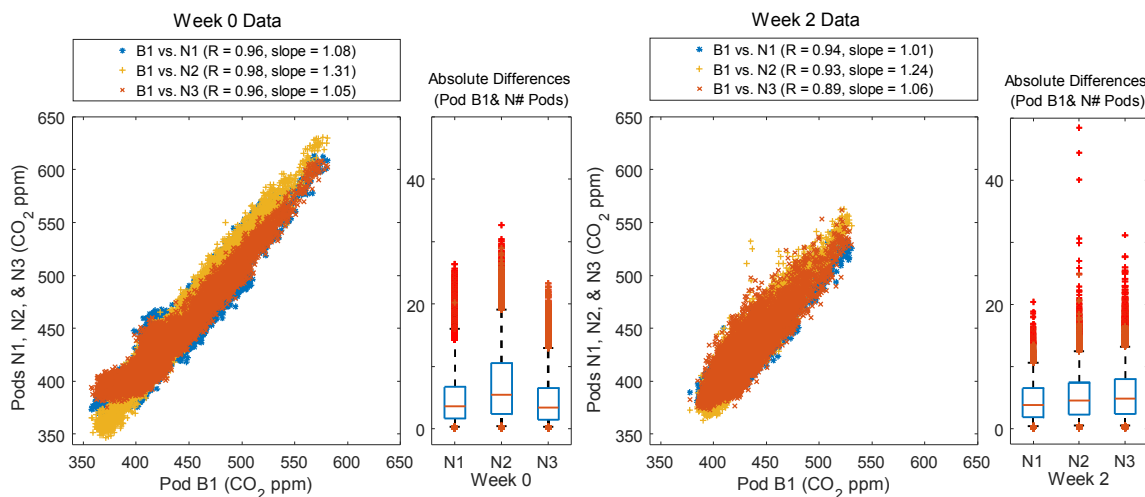 Week 0 Data
B1 vs. N1 (R = 0.96, slope = 1.08)
B1 vs. N2 (R = 0.98, slope = 1.31)
B1 vs. N3 (R = 0.96, slope = 1.05)
650
600
550
500
450
400
350
Pods N1, N2, & N3 (CO2 ppm)
350 400 450 500 550 600 650
Pod B1 (CO2 ppm)
Absolute Differences
(Pod B1& N# Pods)
40
20
0
N1 N2 N3
Week 0
Week 2 Data
B1 vs. N1 (R = 0.94, slope = 1.01)
B1 vs. N2 (R = 0.93, slope = 1.24)
B1 vs. N3 (R = 0.89, slope = 1.06)
650
600
550
500
450
400
350
Pods N1, N2, & N3 (CO2 ppm)
350 400 450 500 550 600 650
Pod B1 (CO2 ppm)
Absolute Differences
(Pod B1& N# Pods)
40
20
0
N1 N2 N3
Week 2